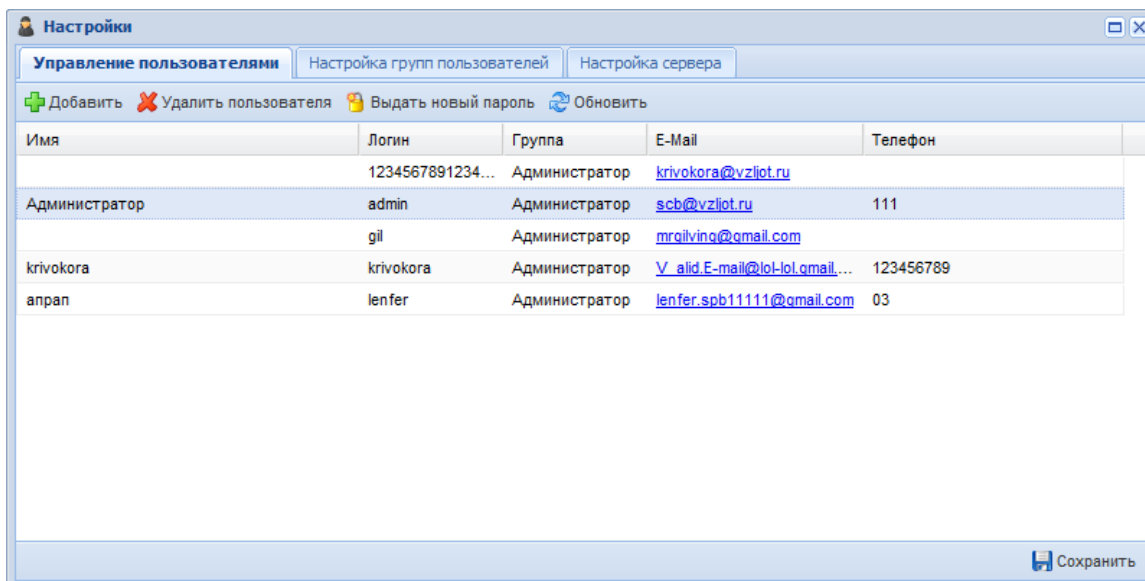 Настройки
Управление пользователями Настройка групп пользователей Настройка сервера
Добавить Удалить пользователя Выдать новый пароль Обновить
Имя Логин Группа E-Mail Телефон
1234567891234... Администратор krivokora@vzljot.ru
Администратор admin Администратор scb@vzljot.ru 111
gil Администратор mrgilving@gmail.com
krivokora krivokora Администратор V_alid.E-mail@lol-lol.gmail.... 123456789
апрап lenfer Администратор lenfer.spb11111@gmail.com 03
Сохранить